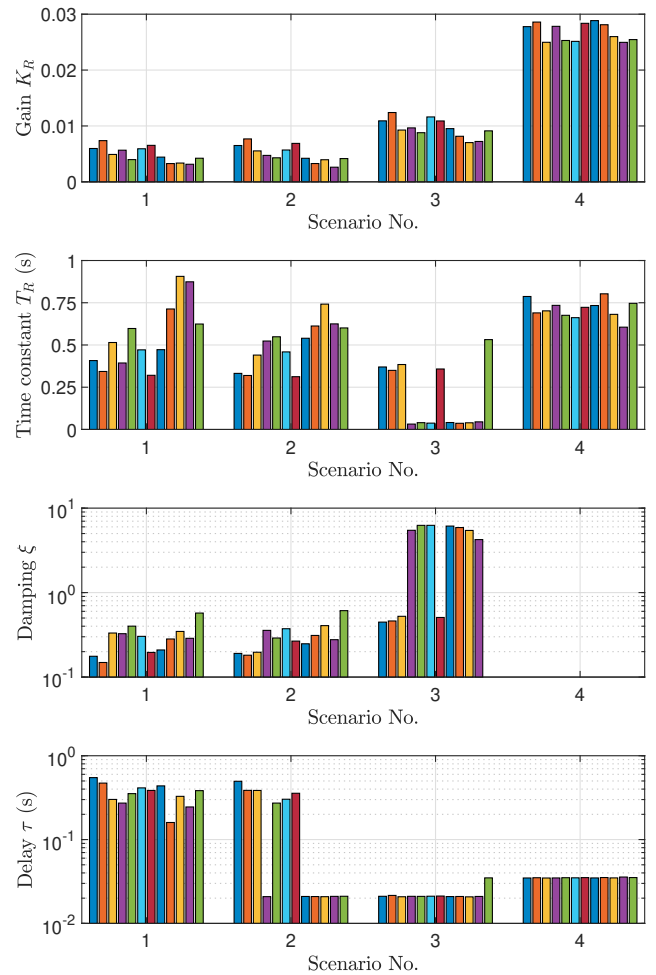 0.03
0.02
0.01
0
Gain K_R
1 2 3 4
Scenario No.
1
0.75
0.5
0.25
0
Time constant T_R (s)
1 2 3 4
Scenario No.
10^1
10^0
10^-1
Damping ξ
1 2 3 4
Scenario No.
10^0
10^-1
10^-2
Delay τ (s)
1 2 3 4
Scenario No.